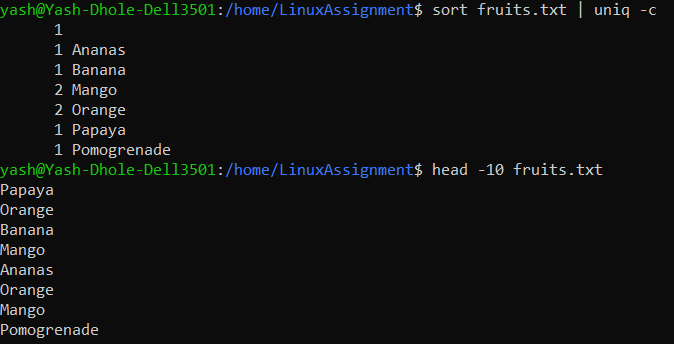 yash@Yash-Dhole-Dell3501:/home/LinuxAssignment$ sort fruits.txt | uniq -c
      1
      1 Ananas
      1 Banana
      2 Mango
      2 Orange
      1 Papaya
      1 Pomogrenade
yash@Yash-Dhole-Dell3501:/home/LinuxAssignment$ head -10 fruits.txt
Papaya
Orange
Banana
Mango
Ananas
Orange
Mango
Pomogrenade